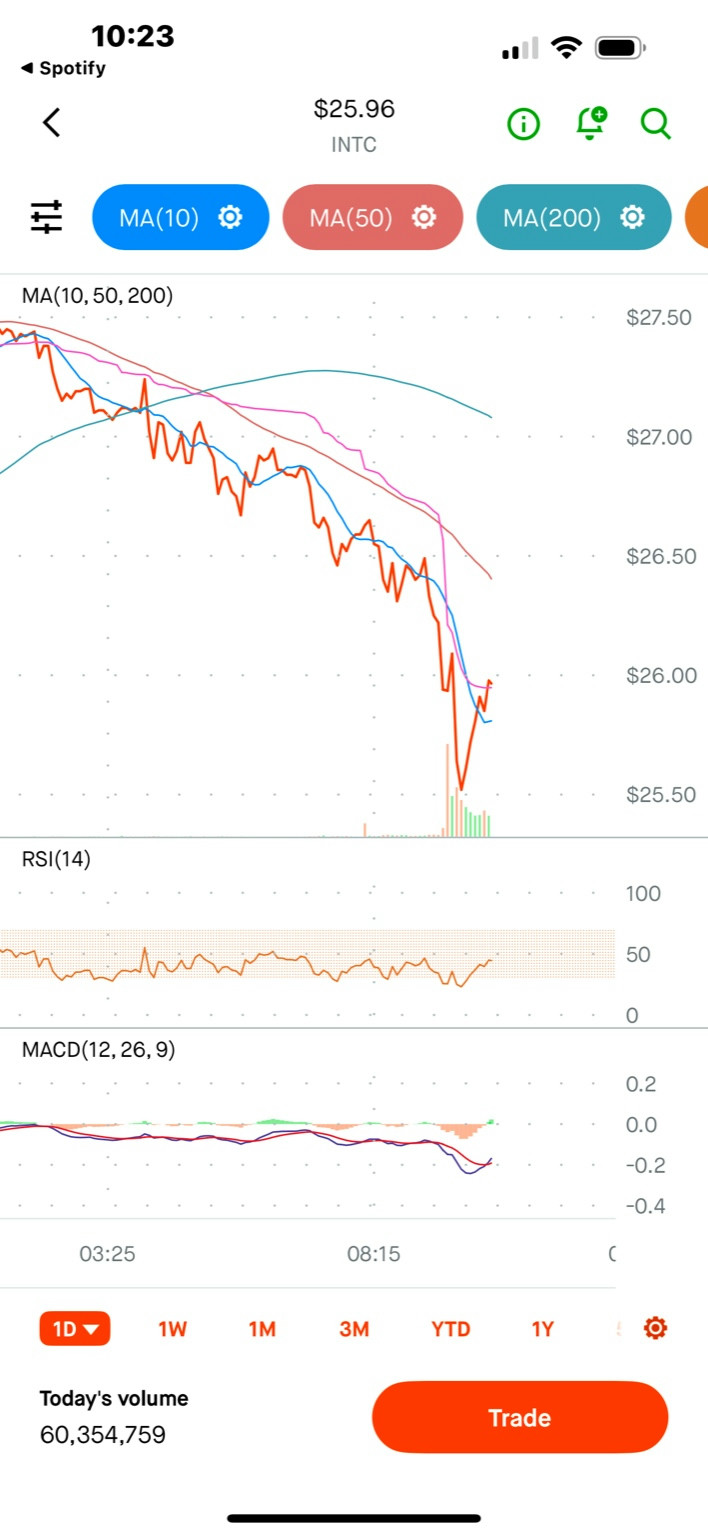 10:23
◀ Spotify
$25.96
INTC
MA(10)
MA(50)
MA(200)
MA(10, 50, 200)
$27.50
$27.00
$26.50
$26.00
$25.50
RSI(14)
100
50
0
MACD(12, 26, 9)
0.2
0.0
-0.2
-0.4
03:25 08:15
1D 1W 1M 3M YTD 1Y
Today's volume
60,354,759
Trade